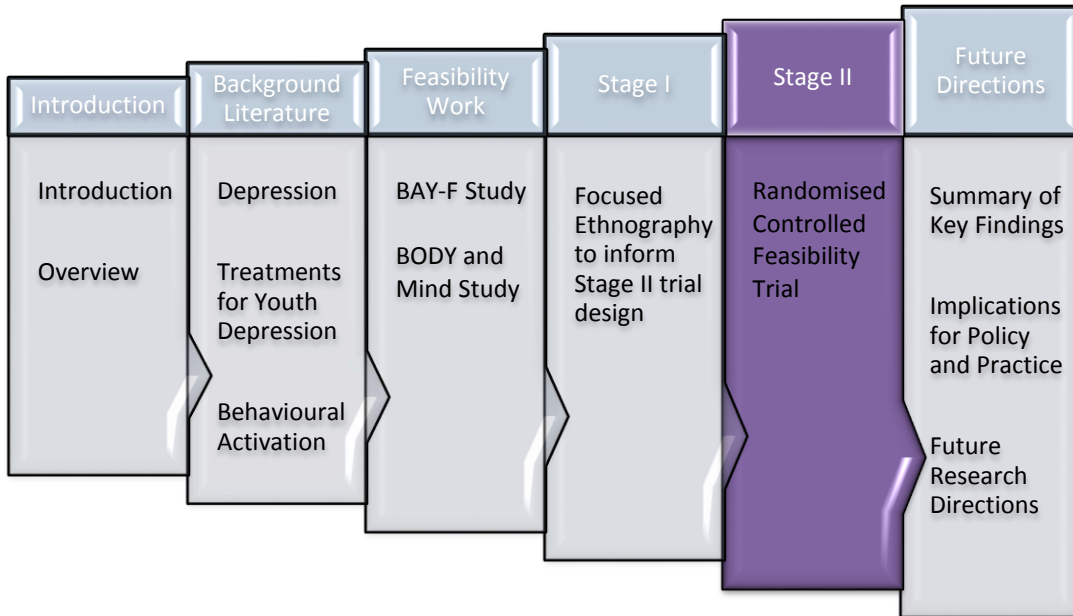 Introduction
Background
Literature
Feasibility
Work
Stage I
Stage II
Future
Directions
Introduction
Overview
Depression
Treatments
for Youth
Depression
Behavioural
Activation
BAY-F Study
BODY and
Mind Study
Focused
Ethnography
to inform
Stage II trial
design
Randomised
Controlled
Feasibility
Trial
Summary of
Key Findings
Implications
for Policy
and Practice
Future
Research
Directions